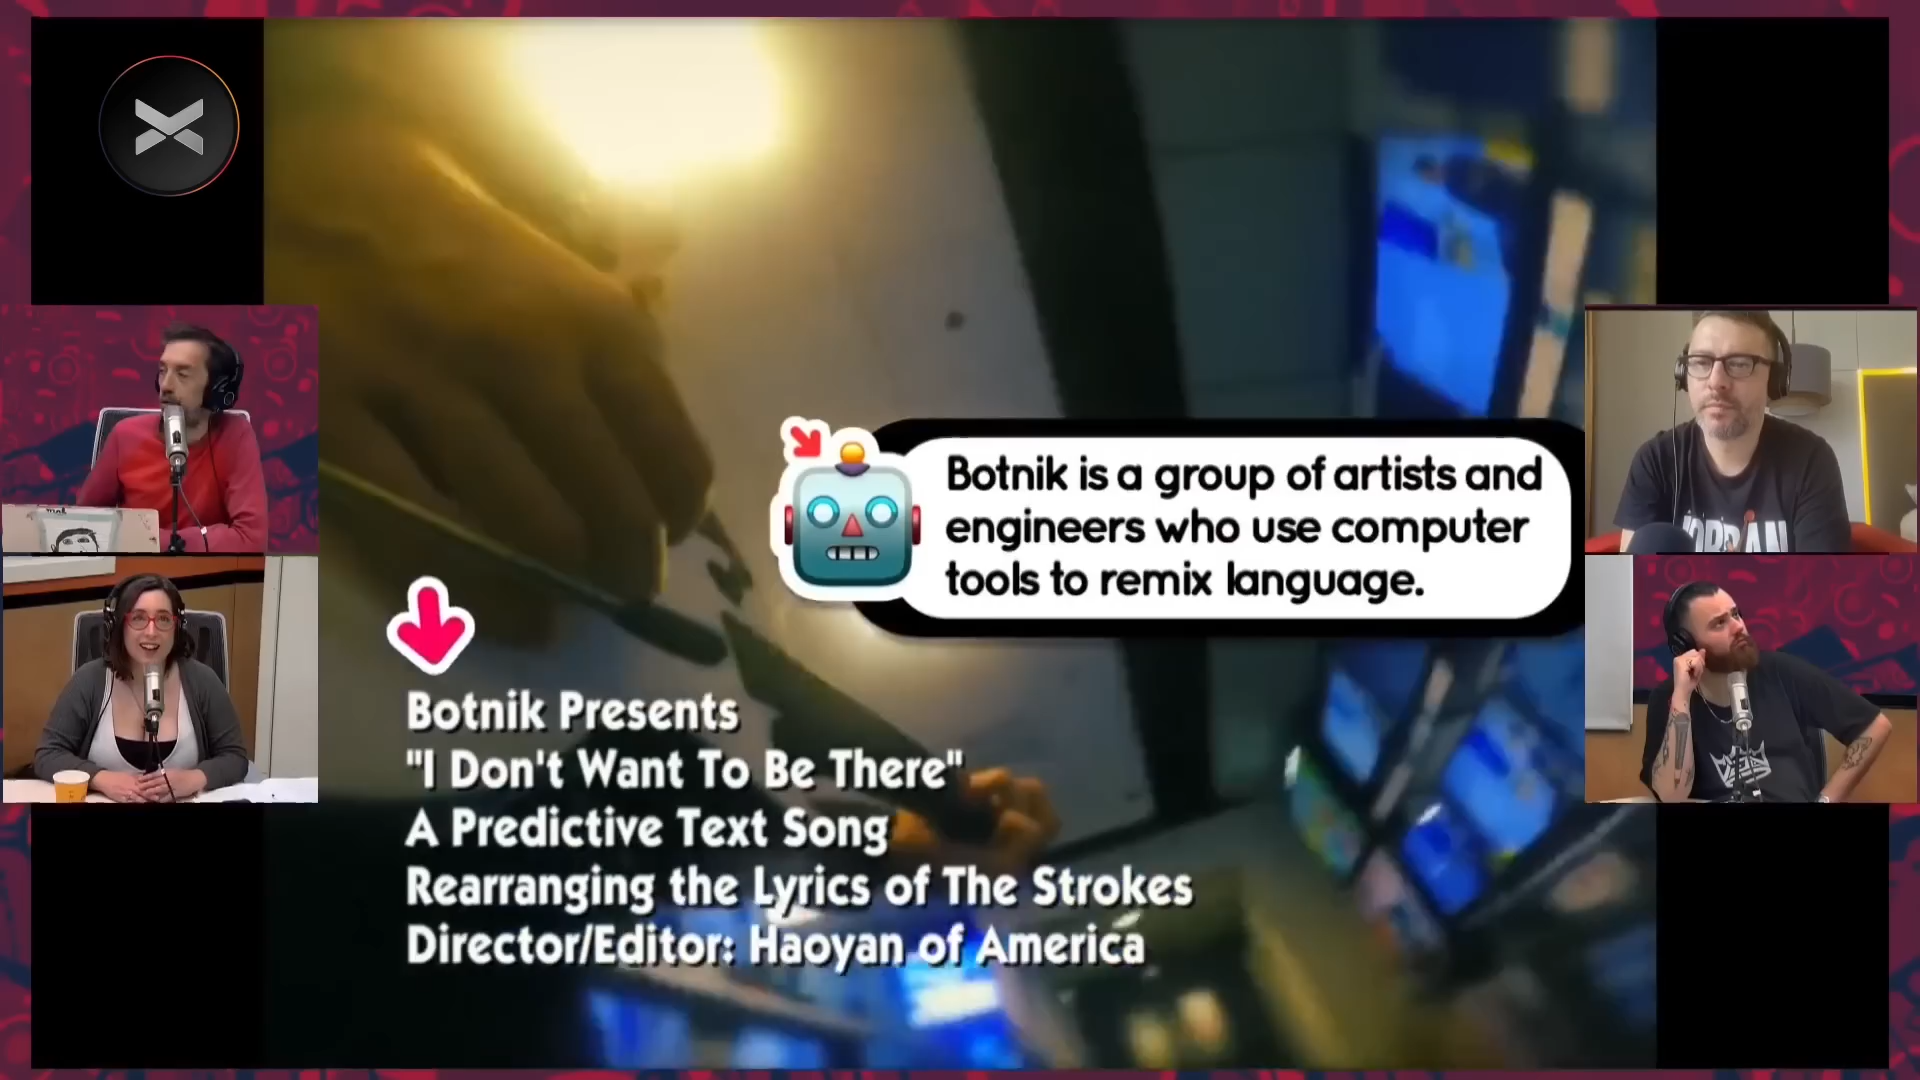 Botnik is a group of artists and
engineers who use computer
tools to remix language.
Botnik Presents
"I Don't Want To Be There"
A Predictive Text Song
Rearranging the Lyrics of The Strokes
Director/Editor: Haoyan of America